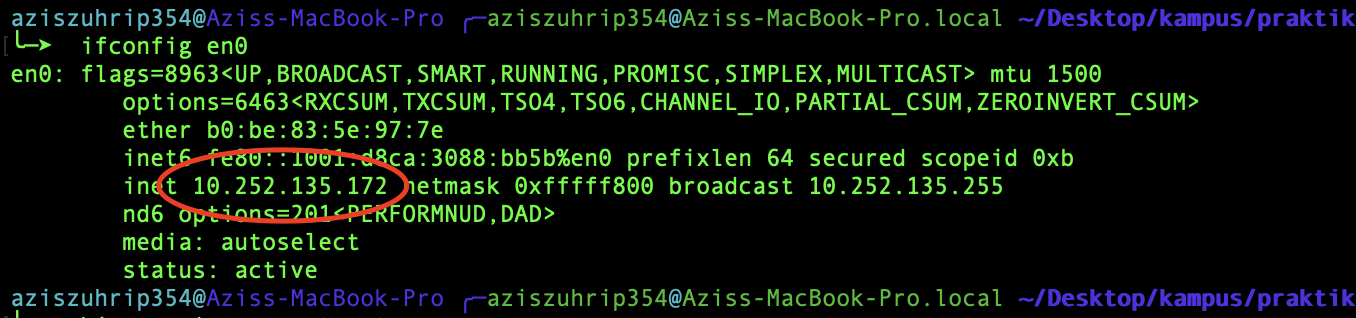 aziszuhrip354@Aziss-MacBook-Pro ╭─aziszuhrip354@Aziss-MacBook-Pro.local ~/Desktop/kampus/praktik
[╰─➤  ifconfig en0
en0: flags=8963<UP,BROADCAST,SMART,RUNNING,PROMISC,SIMPLEX,MULTICAST> mtu 1500
options=6463<RXCSUM,TXCSUM,TSO4,TSO6,CHANNEL_IO,PARTIAL_CSUM,ZEROINVERT_CSUM>
ether b0:be:83:5e:97:7e
inet6 fe80::1001:d8ca:3088:bb5b%en0 prefixlen 64 secured scopeid 0xb
inet 10.252.135.172 netmask 0xfffff800 broadcast 10.252.135.255
nd6 options=201<PERFORMNUD,DAD>
media: autoselect
status: active
aziszuhrip354@Aziss-MacBook-Pro ╭─aziszuhrip354@Aziss-MacBook-Pro.local ~/Desktop/kampus/praktik